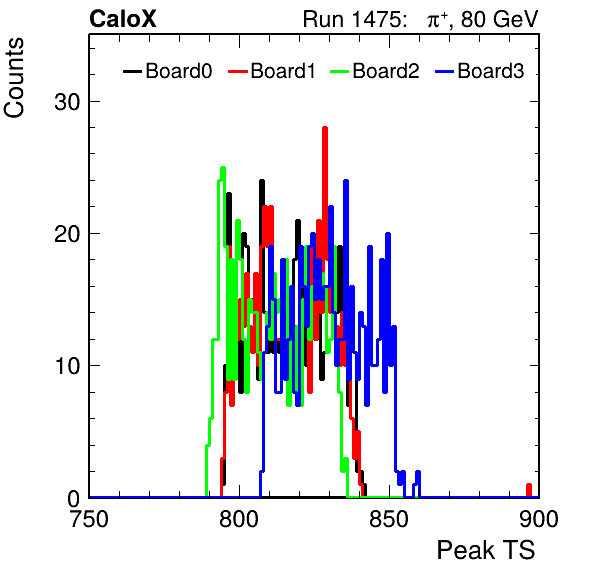 CaloX Run 1475: π⁺, 80 GeV
Counts
Board0 Board1 Board2 Board3
30
20
10
0
750 800 850 900
Peak TS